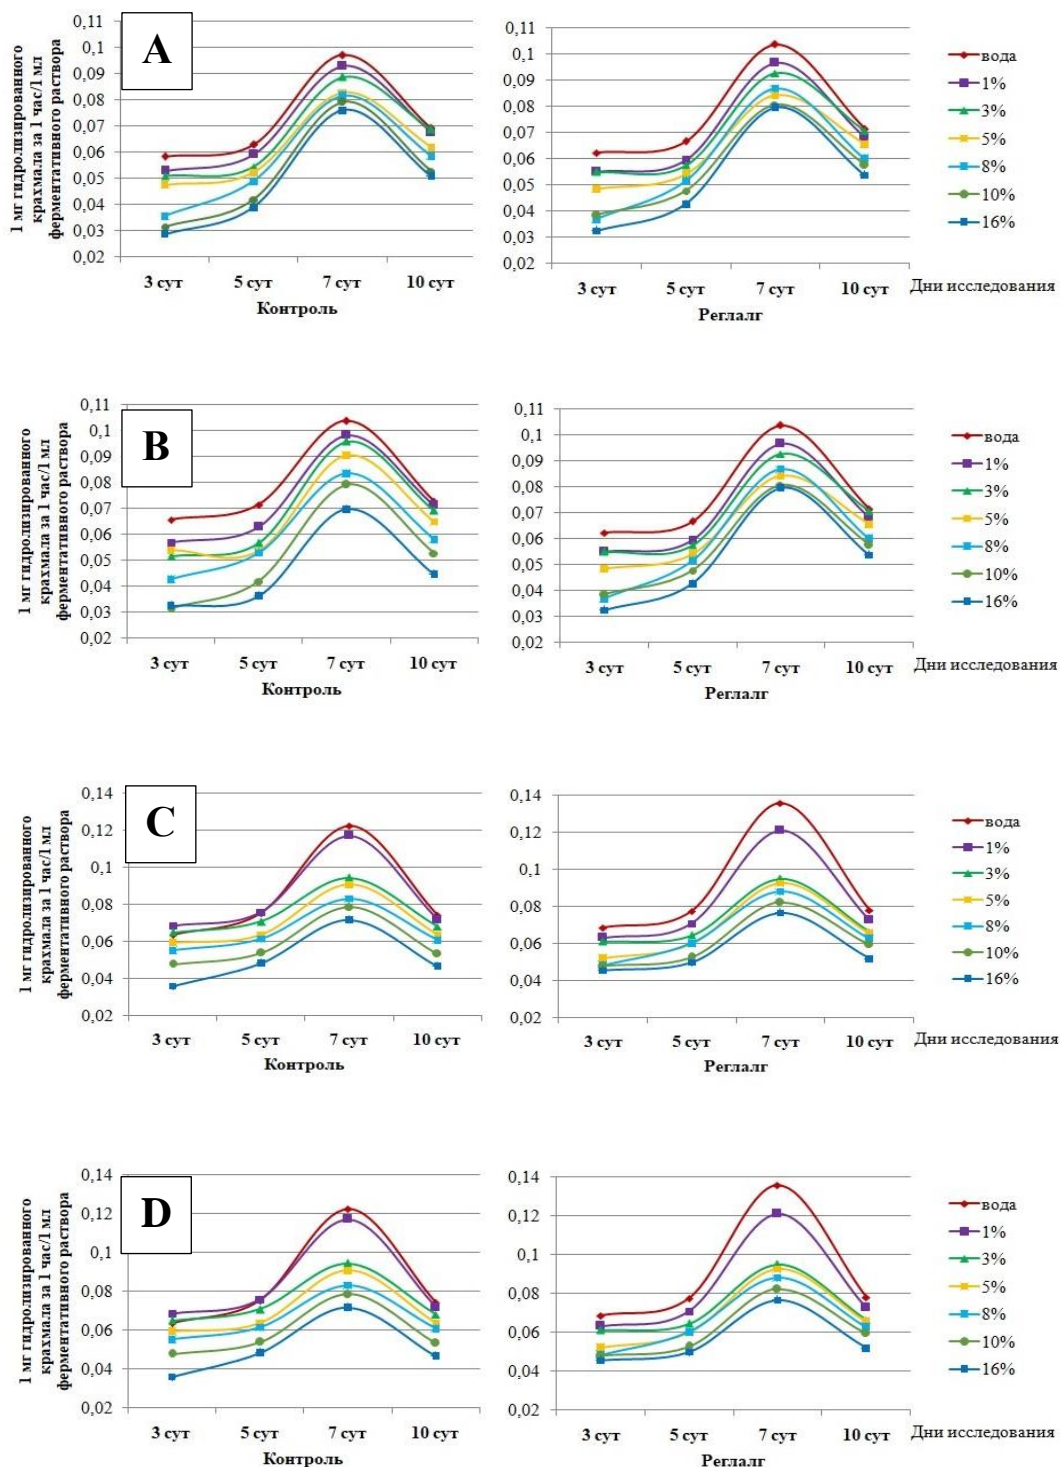 1 мг гидролизированного
крахмала за 1 час/1 мл
ферментативного раствора
A
0,11
0,1
0,09
0,08
0,07
0,06
0,05
0,04
0,03
0,02
3 сут 5 сут 7 сут 10 сут
Контроль
0,11
0,1
0,09
0,08
0,07
0,06
0,05
0,04
0,03
0,02
3 сут 5 сут 7 сут 10 сут
Реглалг
вода
1%
3%
5%
8%
10%
16%
Дни исследования
1 мг гидролизированного
крахмала за 1 час/1 мл
ферментативного раствора
B
0,11
0,1
0,09
0,08
0,07
0,06
0,05
0,04
0,03
0,02
3 сут 5 сут 7 сут 10 сут
Контроль
0,11
0,1
0,09
0,08
0,07
0,06
0,05
0,04
0,03
0,02
3 сут 5 сут 7 сут 10 сут
Реглалг
вода
1%
3%
5%
8%
10%
16%
Дни исследования
1 мг гидролизированного
крахмала за 1 час/1 мл
ферментативного раствора
C
0,14
0,12
0,1
0,08
0,06
0,04
0,02
3 сут 5 сут 7 сут 10 сут
Контроль
0,14
0,12
0,1
0,08
0,06
0,04
0,02
3 сут 5 сут 7 сут 10 сут
Реглалг
вода
1%
3%
5%
8%
10%
16%
Дни исследования
1 мг гидролизированного
крахмала за 1 час/1 мл
ферментативного раствора
D
0,14
0,12
0,1
0,08
0,06
0,04
0,02
3 сут 5 сут 7 сут 10 сут
Контроль
0,14
0,12
0,1
0,08
0,06
0,04
0,02
3 сут 5 сут 7 сут 10 сут
Реглалг
вода
1%
3%
5%
8%
10%
16%
Дни исследования